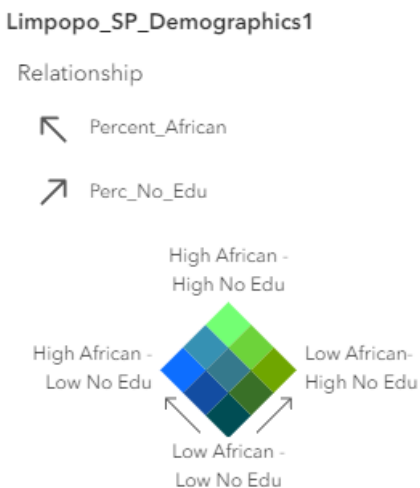 Limpopo_SP_Demographics1
Relationship
Percent_African
Perc_No_Edu
High African -
High No Edu
High African -
Low No Edu
Low African-
High No Edu
Low African -
Low No Edu